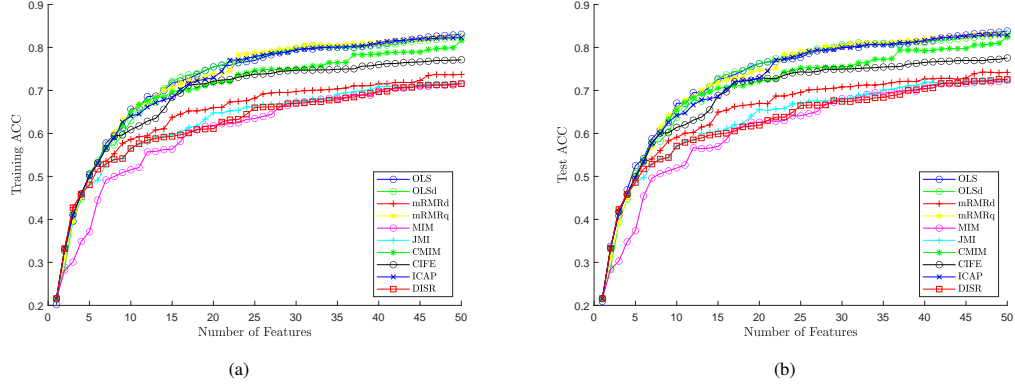 0.9
0.8
0.7
0.6
0.5
0.4
0.3
0.2
Training ACC
0 5 10 15 20 25 30 35 40 45 50
Number of Features
OLS
OLSd
mRMRd
mRMRq
MIM
JMI
CMIM
CIFE
ICAP
DISR
(a)
0.9
0.8
0.7
0.6
0.5
0.4
0.3
0.2
Test ACC
0 5 10 15 20 25 30 35 40 45 50
Number of Features
OLS
OLSd
mRMRd
mRMRq
MIM
JMI
CMIM
CIFE
ICAP
DISR
(b)